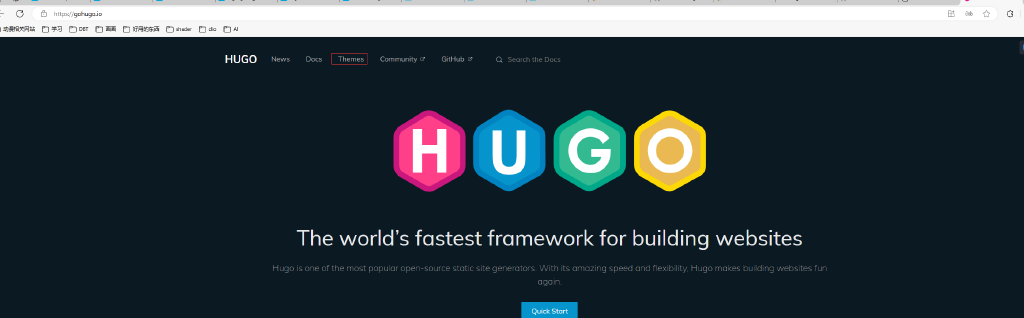 https://gohugo.io
动漫相关网站 学习 DBT 画画 好用的东西 shader clio AI
HUGO News Docs Themes Community GitHub Search the Docs
HUGO
The world's fastest framework for building websites
Hugo is one of the most popular open-source static site generators. With its amazing speed and flexibility, Hugo makes building websites fun
again.
Quick Start